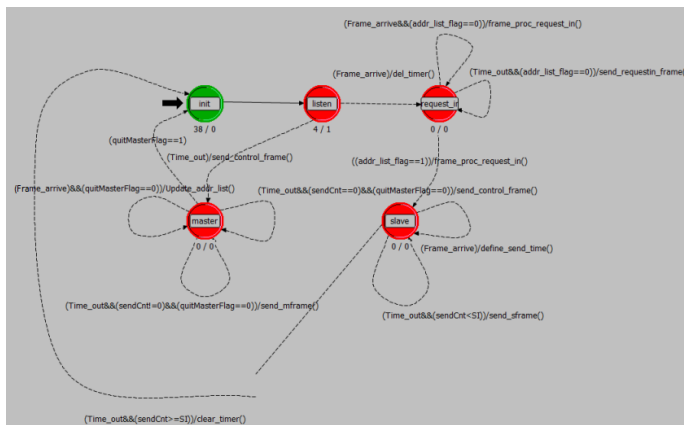 (Frame_arrive&&(addr_list_flag==0))/frame_proc_request_in()
(Frame_arrive)/del_timer()
(Time_out&&(addr_list_flag==0))/send_requestin_frame()
init
listen
request_in
38 / 0
4 / 1
0 / 0
(quitMasterFlag==1)
(Time_out)/send_control_frame()
((addr_list_flag==1))/frame_proc_request_in()
(Frame_arrive)&&(quitMasterFlag==0))/Update_addr_list()
(Time_out&&(sendCnt==0)&&(quitMasterFlag==0))/send_control_frame()
master
slave
0 / 0
0 / 0
(Frame_arrive)/define_send_time()
(Time_out&&(sendCnt!=0)&&(quitMasterFlag==0))/send_mframe()
(Time_out&&(sendCnt<SI))/send_sframe()
(Time_out&&(sendCnt>=SI))/clear_timer()